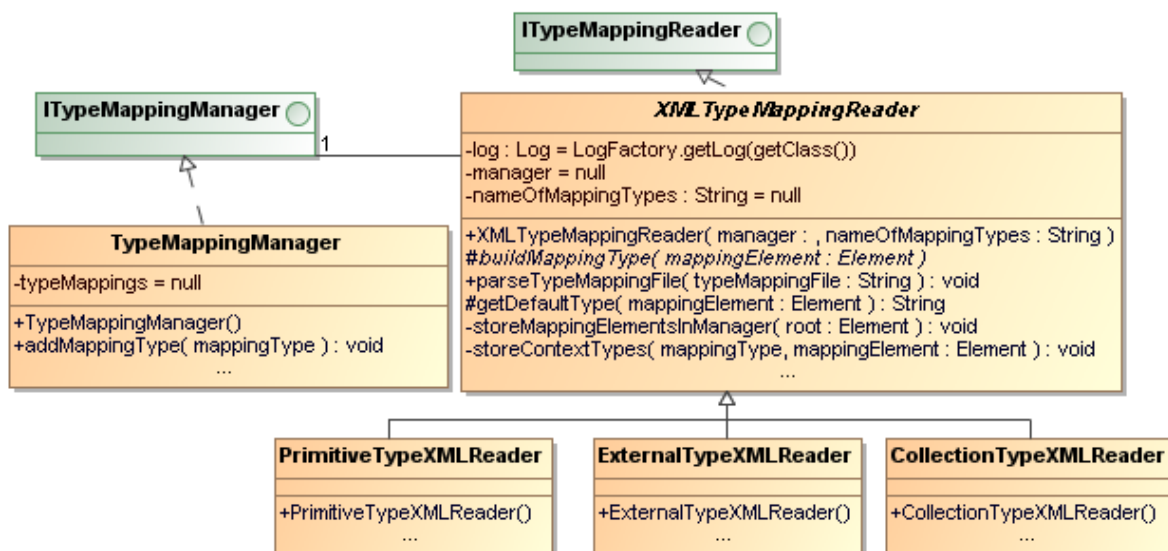 ITypeMappingReader
ITypeMappingManager
1
XMLTypeMappingReader
-log : Log = LogFactory.getLog(getClass())
-manager = null
-nameOfMappingTypes : String = null
+XMLTypeMappingReader( manager : , nameOfMappingTypes : String )
#buildMappingType( mappingElement : Element )
+parseTypeMappingFile( typeMappingFile : String ) : void
#getDefaultType( mappingElement : Element ) : String
-storeMappingElementsInManager( root : Element ) : void
-storeContextTypes( mappingType, mappingElement : Element ) : void
...
TypeMappingManager
-typeMappings = null
+TypeMappingManager()
+addMappingType( mappingType ) : void
...
PrimitiveTypeXMLReader
+PrimitiveTypeXMLReader()
...
ExternalTypeXMLReader
+ExternalTypeXMLReader()
...
CollectionTypeXMLReader
+CollectionTypeXMLReader()
...